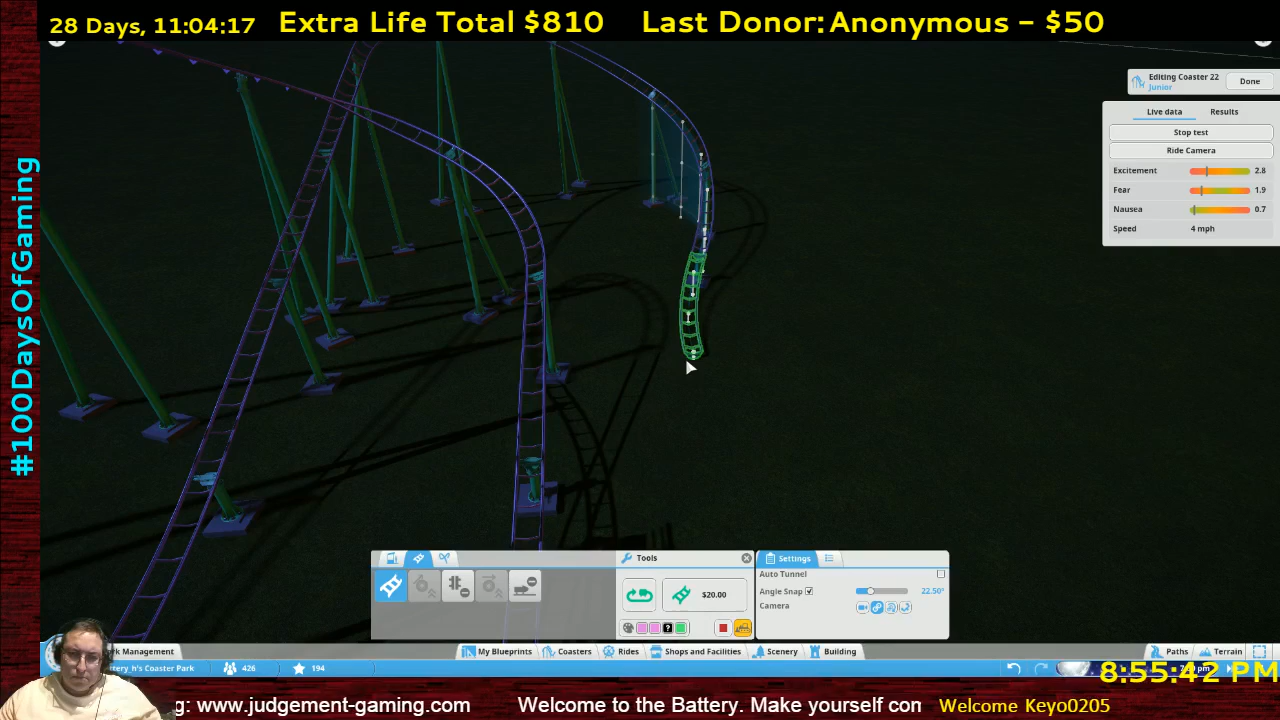 28 Days, 11:04:17 Extra Life Total $810 Last Donor: Anonymous - $50
#100DaysOfGaming
Editing Coaster 22
Junior
Done
Live data Results
Stop test
Ride Camera
Excitement 2.8
Fear 1.9
Nausea 0.7
Speed 4 mph
Tools
$20.00
?
Settings
Auto Tunnel
Angle Snap 22.50°
Camera
rk Management
My Blueprints Coasters Rides Shops and Facilities Scenery Building Paths Terrain
ttery_h's Coaster Park 426 194
8:55:42 PM
g: www.judgement-gaming.com Welcome to the Battery. Make yourself con Welcome Keyo0205